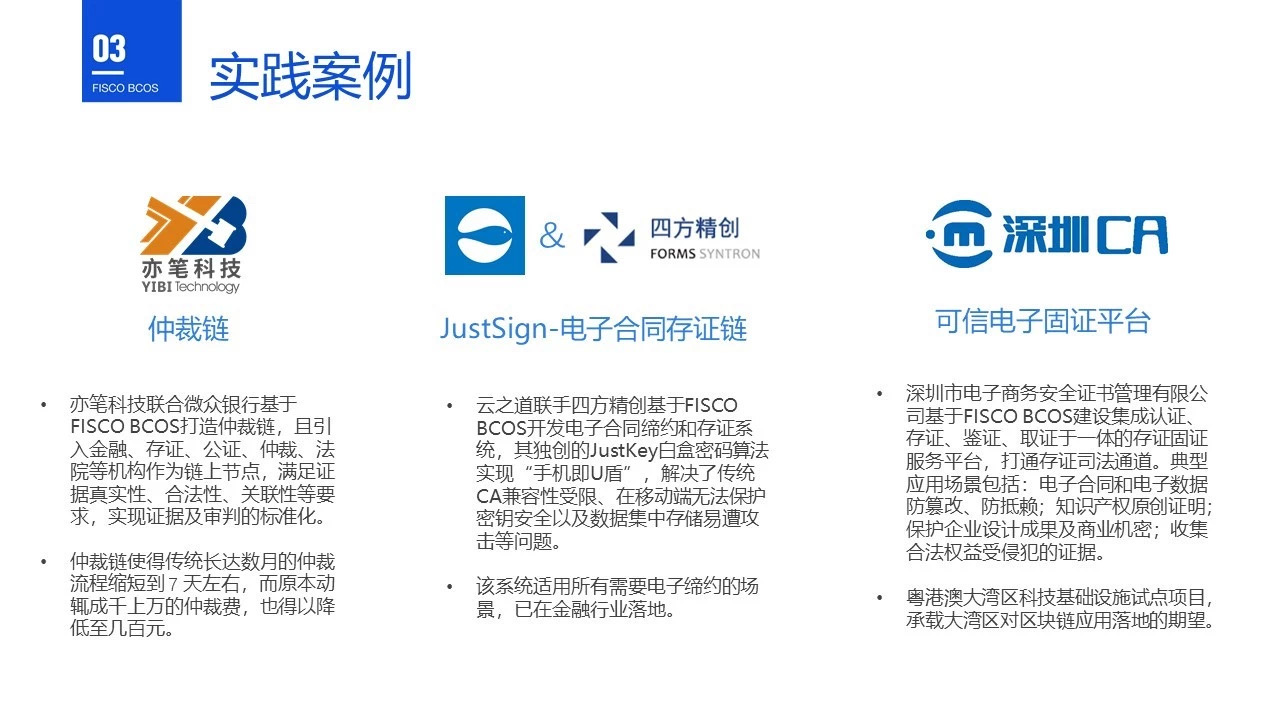 03
FISCO BCOS
实践案例
亦笔科技
YIBI Technology
仲裁链
• 亦笔科技联合微众银行基于
FISCO BCOS打造仲裁链，且引
入金融、存证、公证、仲裁、法
院等机构作为链上节点，满足证
据真实性、合法性、关联性等要
求，实现证据及审判的标准化。
• 仲裁链使得传统长达数月的仲裁
流程缩短到 7 天左右，而原本动
辄成千上万的仲裁费，也得以降
低至几百元。
&
四方精创
FORMS SYNTRON
JustSign-电子合同存证链
• 云之道联手四方精创基于FISCO
BCOS开发电子合同缔约和存证系
统，其独创的JustKey白盒密码算法
实现“手机即U盾”，解决了传统
CA兼容性受限、在移动端无法保护
密钥安全以及数据集中存储易遭攻
击等问题。
• 该系统适用所有需要电子缔约的场
景，已在金融行业落地。
深圳CA
可信电子固证平台
• 深圳市电子商务安全证书管理有限公
司基于FISCO BCOS建设集成认证、
存证、鉴证、取证于一体的存证固证
服务平台，打通存证司法通道。典型
应用场景包括：电子合同和电子数据
防篡改、防抵赖；知识产权原创证明；
保护企业设计成果及商业机密；收集
合法权益受侵犯的证据。
• 粤港澳大湾区科技基础设施试点项目，
承载大湾区对区块链应用落地的期望。